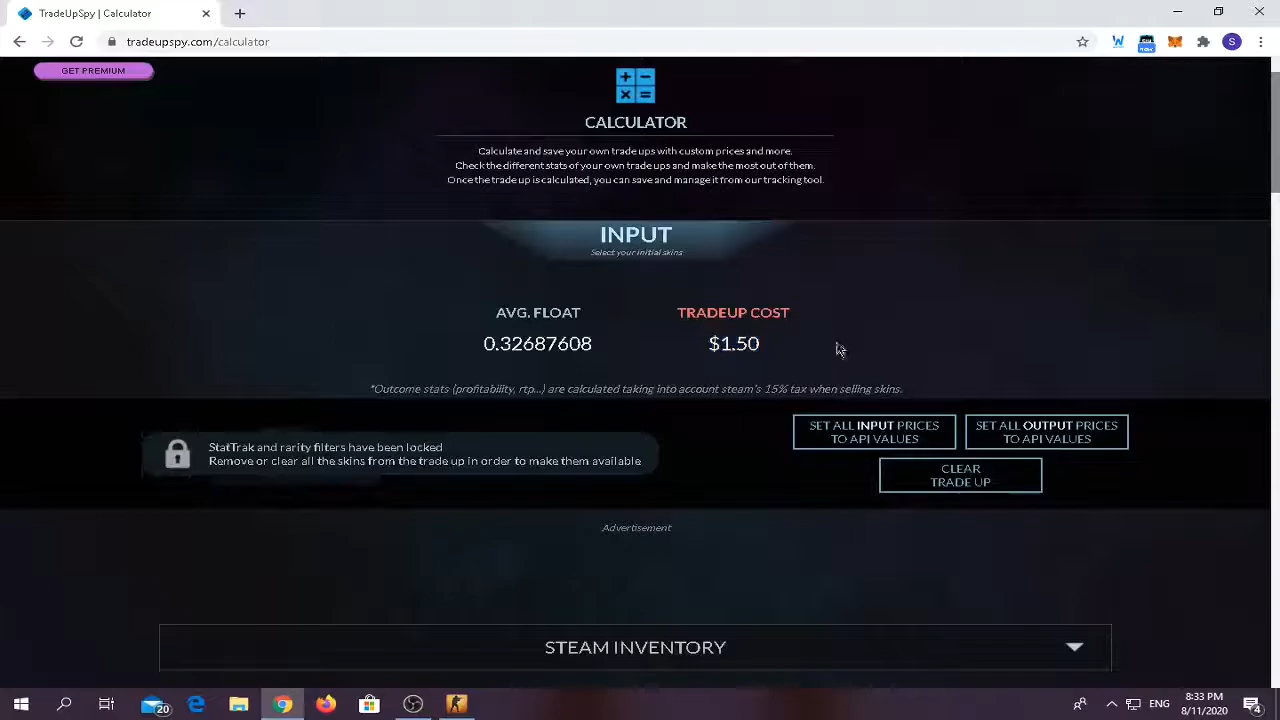 TradeUpSpy | Calculator
tradeupspy.com/calculator
W
S
GET PREMIUM
CALCULATOR
Calculate and save your own trade ups with custom prices and more.
Check the different stats of your own trade ups and make the most out of them.
Once the trade up is calculated, you can save and manage it from our tracking tool.
INPUT
Select your initial skins
AVG. FLOAT
TRADEUP COST
0.32687608
$1.50
*Outcome stats (profitability, rtp...) are calculated taking into account steam's 15% tax when selling skins.
StatTrak and rarity filters have been locked
Remove or clear all the skins from the trade up in order to make them available
SET ALL INPUT PRICES
TO API VALUES
SET ALL OUTPUT PRICES
TO API VALUES
CLEAR
TRADE UP
Advertisement
STEAM INVENTORY
20
ENG
8:33 PM
8/11/2020
4